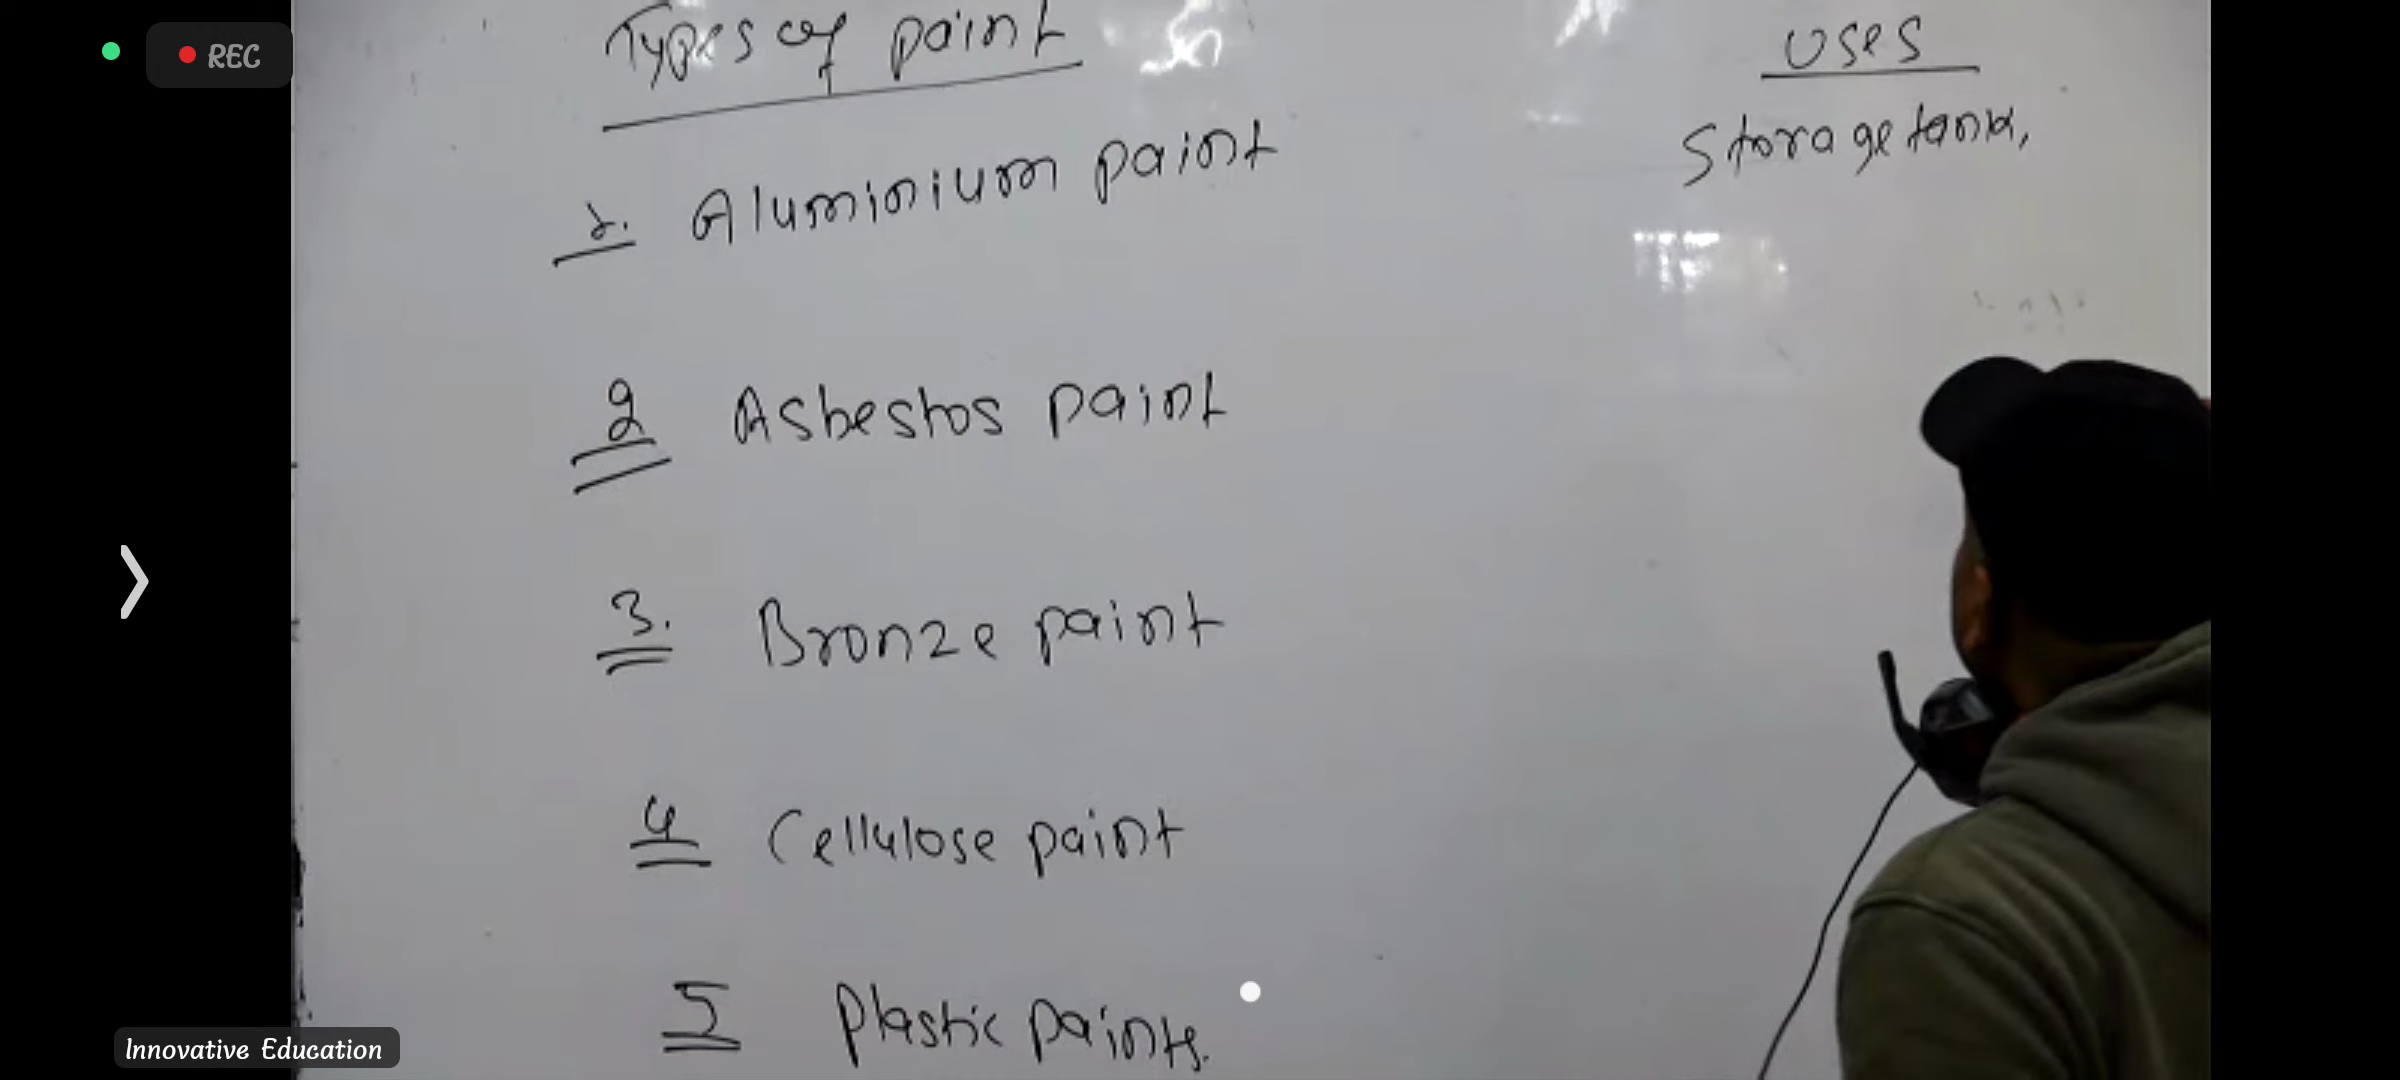 REC
Types of paint
Uses
1. Aluminium paint
Storage tank,
2 Asbestos paint
3. Bronze paint
4 Cellulose paint
5 Plastic paints.
Innovative Education